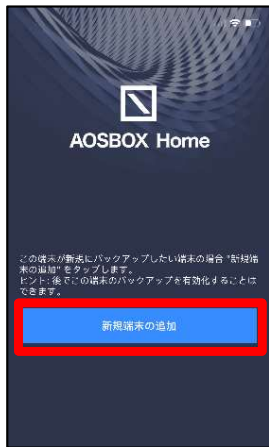 AOSBOX Home
この端末が新規にバックアップしたい端末の場合 "新規端
末の追加" をタップします。
ヒント: 後でこの端末のバックアップを有効化することは
できます。
新規端末の追加